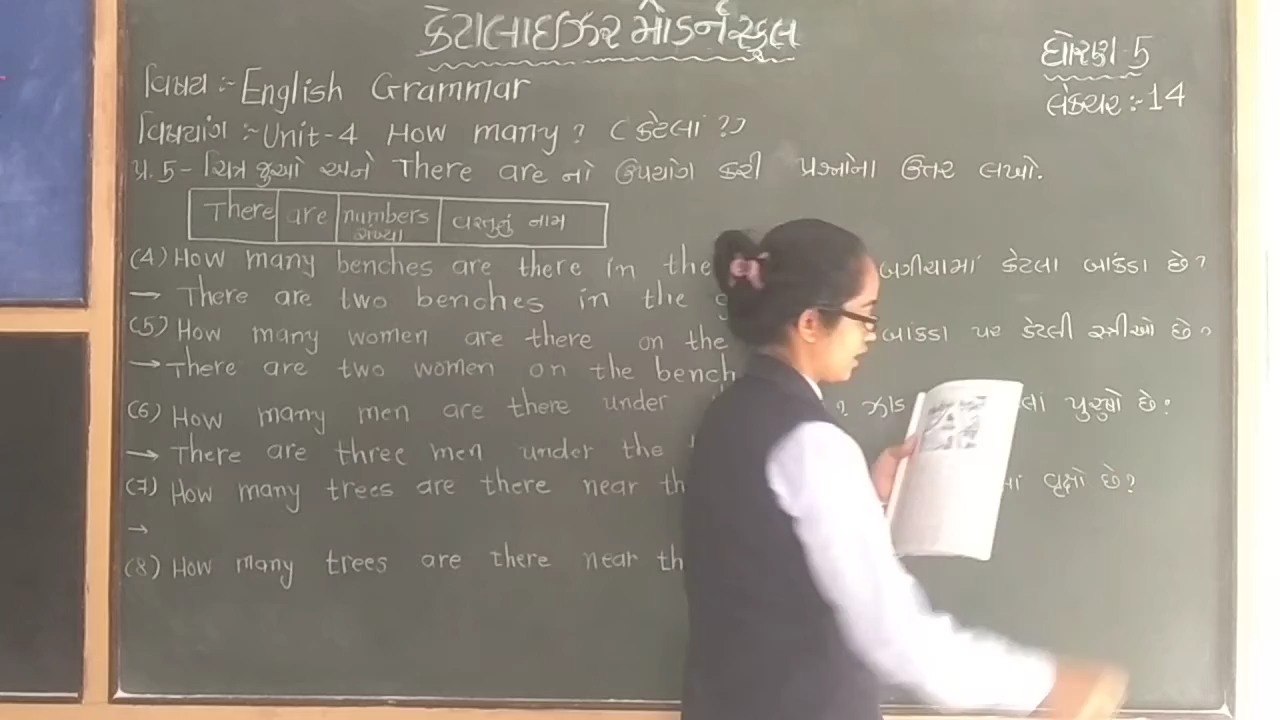 કેટાલાઇઝર મોડર્ન સ્કૂલ
ધોરણ 5
વિષય :- English Grammar
લેક્ચર :- 14
વિષયાંગ :- Unit-4 How many? (કેટલાં ?)
પ્ર. 5 - ચિત્ર જુઓ અને There are નો ઉપયોગ કરી પ્રશ્નોના ઉત્તર લખો.
There are numbers વસ્તુનું નામ
સંખ્યા
(4) How many benches are there in the બગીચામાં કેટલા બાંકડા છે?
→ There are two benches in the
(5) How many women are there on the બાંકડા પર કેટલી સ્ત્રીઓ છે?
→ There are two women on the bench
(6) How many men are there under ઝાડ પુરુષો છે?
→ There are three men under the
(7) How many trees are there near વૃક્ષો છે?
→
(8) How many trees are there near